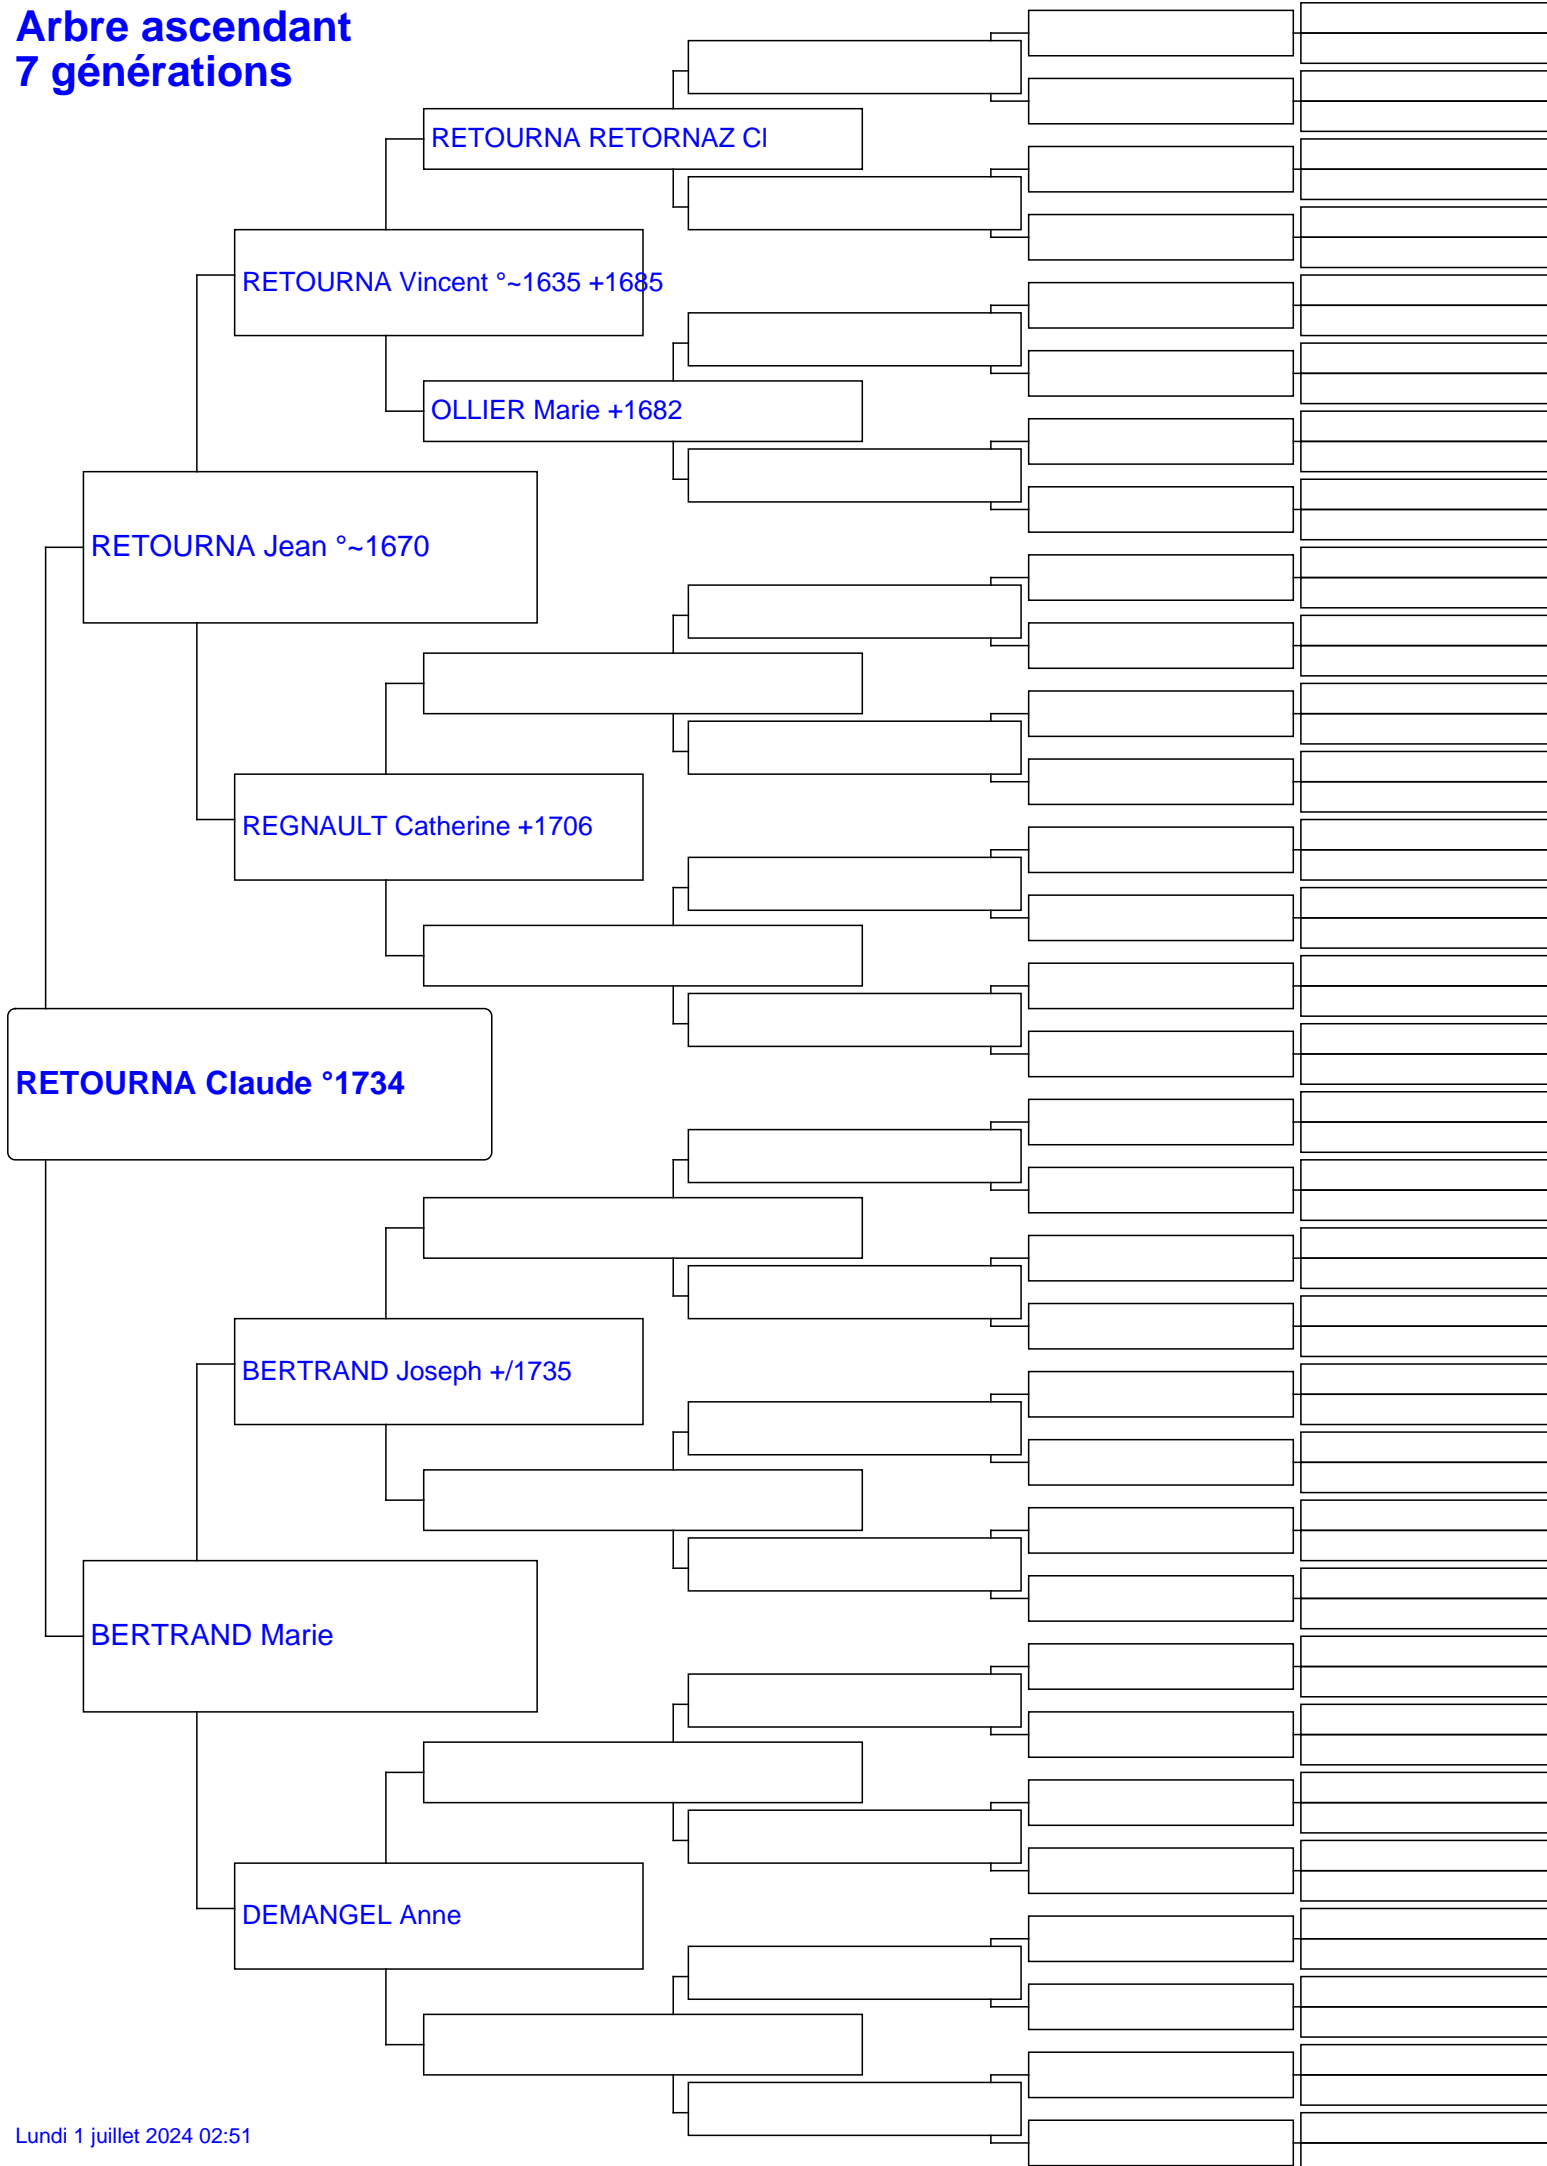 Arbre ascendant
7 générations
RETOURNA RETORNAZ Cl
RETOURNA Vincent °~1635 +1685
OLLIER Marie +1682
RETOURNA Jean °~1670
REGNAULT Catherine +1706
RETOURNA Claude °1734
BERTRAND Joseph +/1735
BERTRAND Marie
DEMANGEL Anne
Lundi 1 juillet 2024 02:51